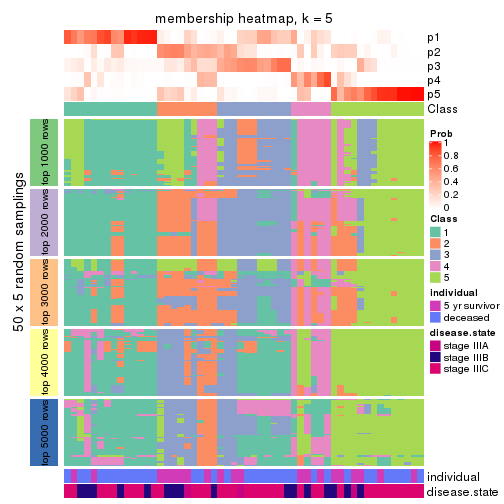 membership heatmap, k = 5
p1
p2
p3
p4
p5
Class
50 x 5 random samplings
top 1000 rows
top 2000 rows
top 3000 rows
top 4000 rows
top 5000 rows
individual
disease.state
Prob
1
0.8
0.6
0.4
0.2
0
Class
1
2
3
4
5
individual
5 yr survivor
deceased
disease.state
stage IIIA
stage IIIB
stage IIIC